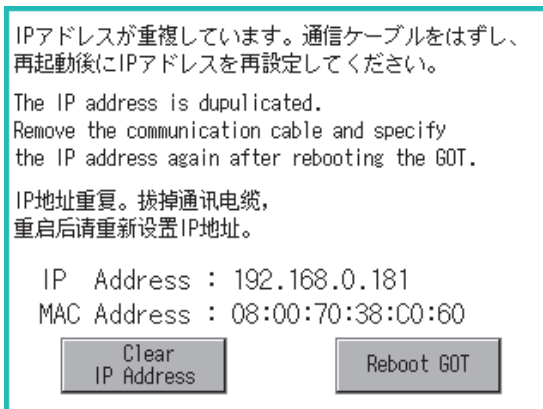 IPアドレスが重複しています。通信ケーブルをはずし、
再起動後にIPアドレスを再設定してください。
The IP address is dupulicated.
Remove the communication cable and specify
the IP address again after rebooting the GOT.
IP地址重复。拔掉通讯电缆，
重启后请重新设置IP地址。
IP Address : 192.168.0.181
MAC Address : 08:00:70:38:C0:60
Clear
IP Address
Reboot GOT